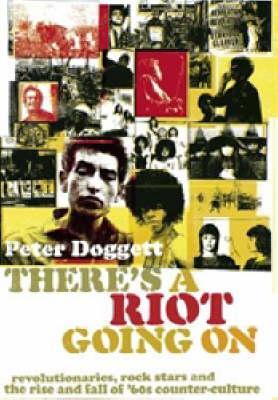 Peter Doggett
THERE'S A
RIOT
GOING ON
revolutionaries, rock stars and
the rise and fall of '60s counter-culture